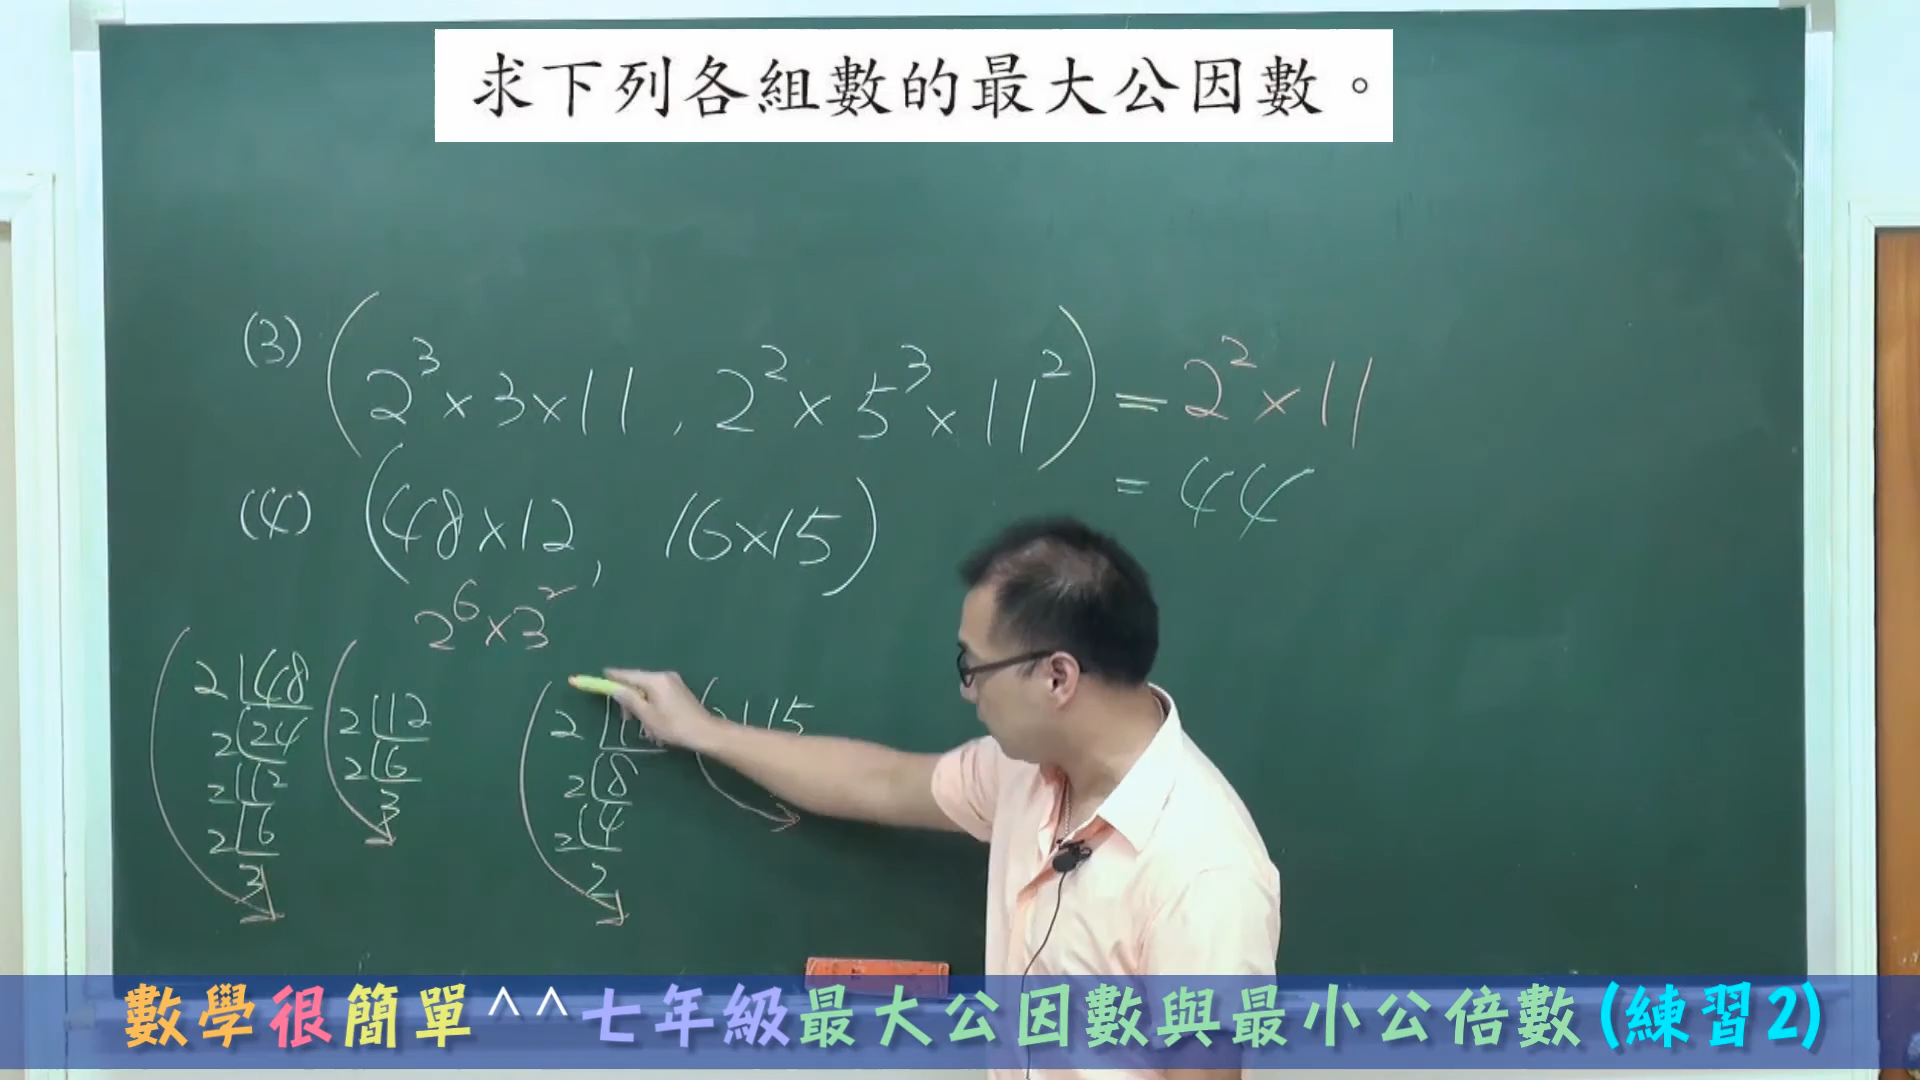 求下列各組數的最大公因數。
(3) (2³×3×11, 2²×5³×11²) = 2²×11
= 44
(4) (48×12, 16×15)
2⁶×3²
2 48 2 12 2 15
2 24 2 6 2 8
2 12 3 2 4
2 6 2
3
數學很簡單^^七年級最大公因數與最小公倍數(練習2)